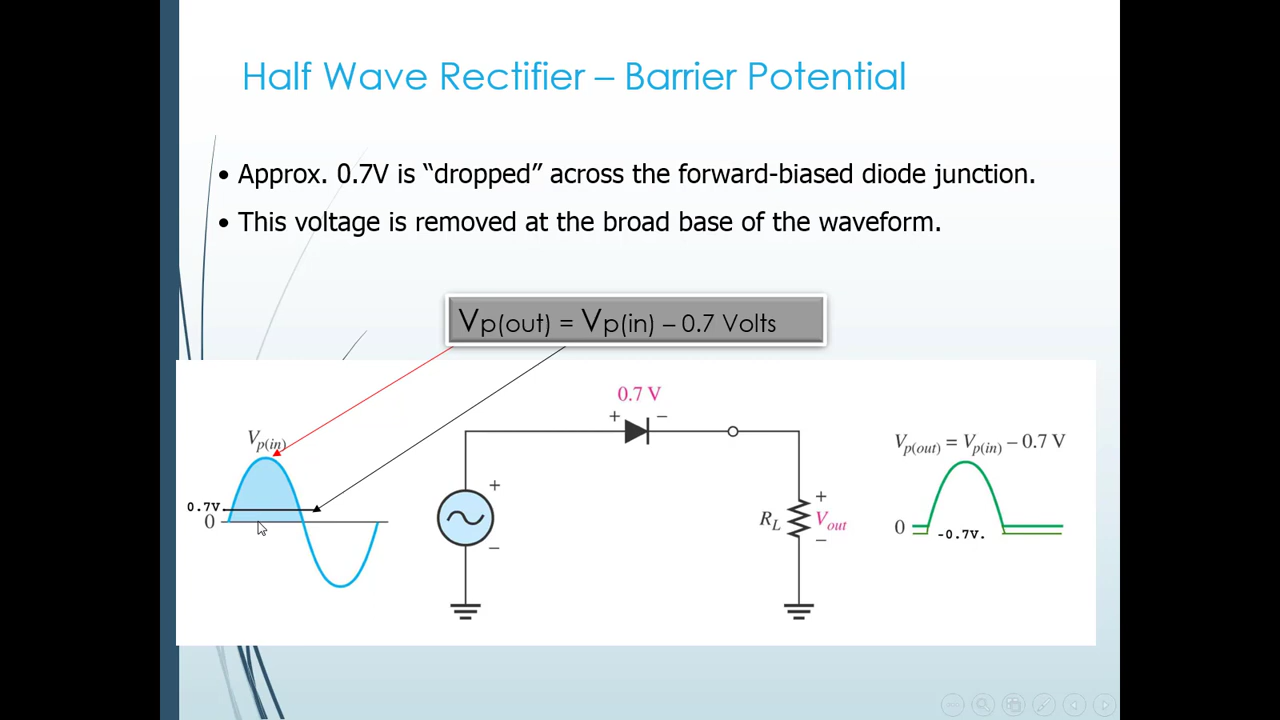 Half Wave Rectifier – Barrier Potential
• Approx. 0.7V is “dropped” across the forward-biased diode junction.
• This voltage is removed at the broad base of the waveform.
Vp(out) = Vp(in) – 0.7 Volts
0.7 V
+ −
Vp(in)
0.7V.
0
+
−
RL
+
Vout
−
Vp(out) = Vp(in) − 0.7 V
0
-0.7V.